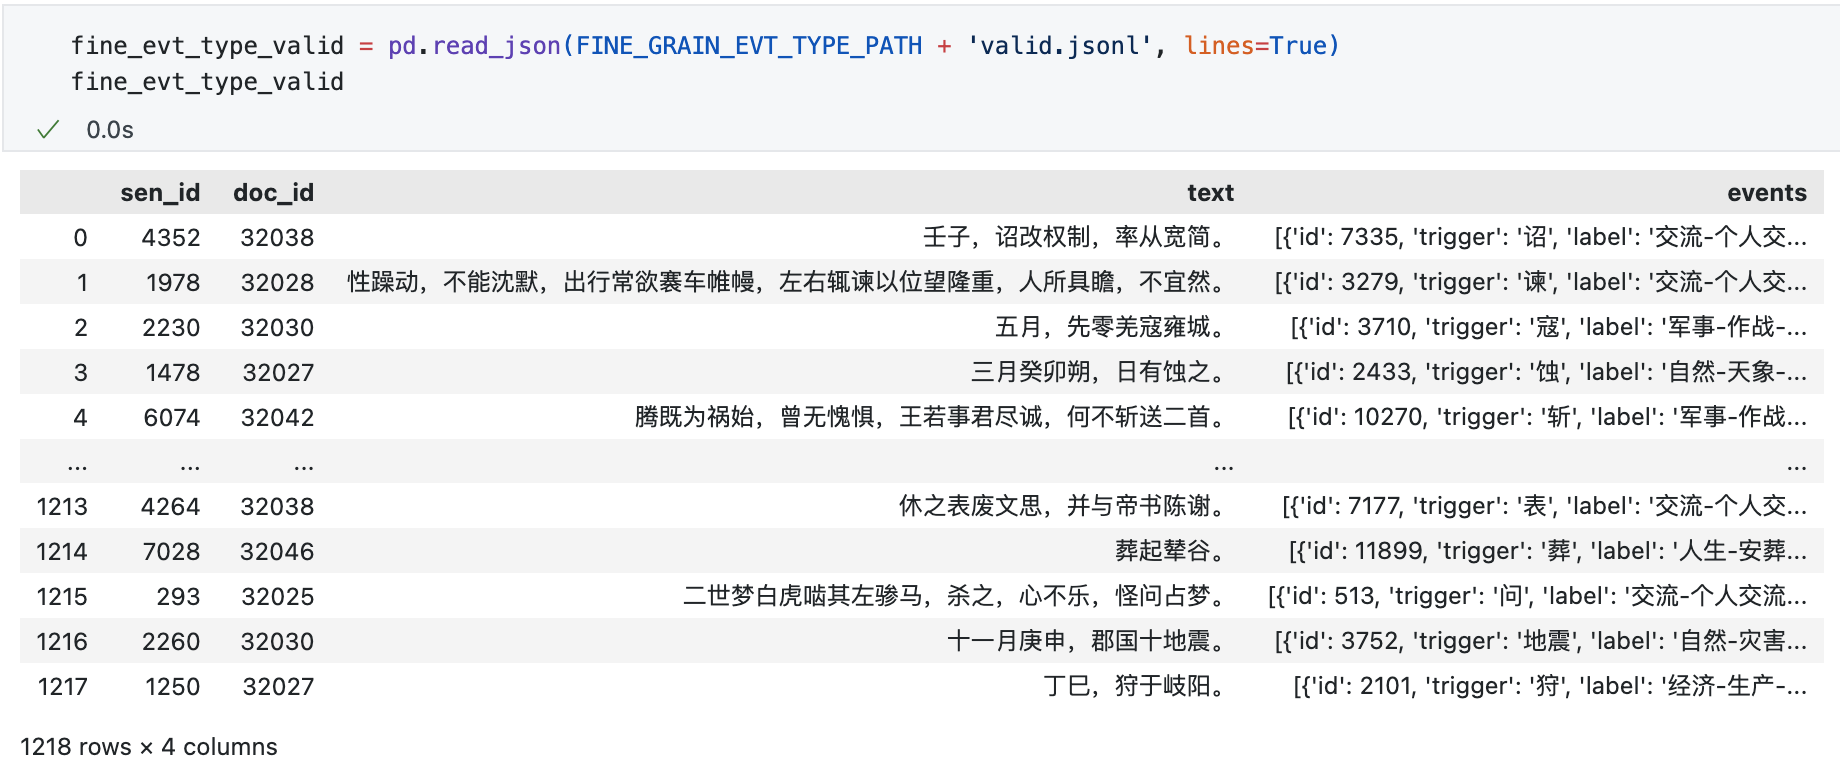 fine_evt_type_valid = pd.read_json(FINE_GRAIN_EVT_TYPE_PATH + 'valid.jsonl', lines=True)
fine_evt_type_valid
✓ 0.0s
sen_id doc_id text events
0 4352 32038 壬子，诏改权制，率从宽简。 [{'id': 7335, 'trigger': '诏', 'label': '交流-个人交...
1 1978 32028 性躁动，不能沈默，出行常欲褰车帷幔，左右辄谏以位望隆重，人所具瞻，不宜然。 [{'id': 3279, 'trigger': '谏', 'label': '交流-个人交...
2 2230 32030 五月，先零羌寇雍城。 [{'id': 3710, 'trigger': '寇', 'label': '军事-作战-...
3 1478 32027 三月癸卯朔，日有蚀之。 [{'id': 2433, 'trigger': '蚀', 'label': '自然-天象-...
4 6074 32042 腾既为祸始，曾无愧惧，王若事君尽诚，何不斩送二首。 [{'id': 10270, 'trigger': '斩', 'label': '军事-作战...
... ... ... ... ...
1213 4264 32038 休之表废文思，并与帝书陈谢。 [{'id': 7177, 'trigger': '表', 'label': '交流-个人交...
1214 7028 32046 葬起辇谷。 [{'id': 11899, 'trigger': '葬', 'label': '人生-安葬...
1215 293 32025 二世梦白虎啮其左骖马，杀之，心不乐，怪问占梦。 [{'id': 513, 'trigger': '问', 'label': '交流-个人交流...
1216 2260 32030 十一月庚申，郡国十地震。 [{'id': 3752, 'trigger': '地震', 'label': '自然-灾害...
1217 1250 32027 丁巳，狩于岐阳。 [{'id': 2101, 'trigger': '狩', 'label': '经济-生产-...
1218 rows × 4 columns